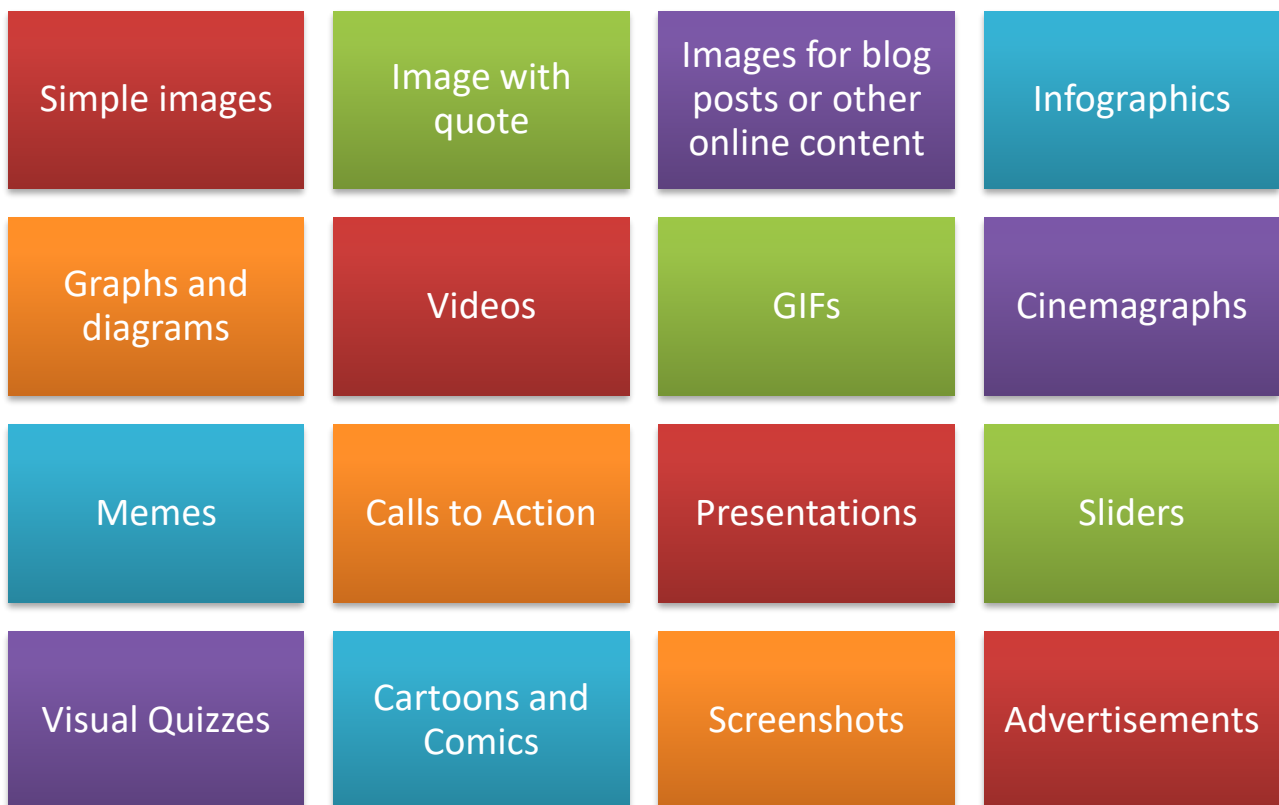 Simple images
Image with
quote
Images for blog
posts or other
online content
Infographics
Graphs and
diagrams
Videos
GIFs
Cinemagraphs
Memes
Calls to Action
Presentations
Sliders
Visual Quizzes
Cartoons and
Comics
Screenshots
Advertisements